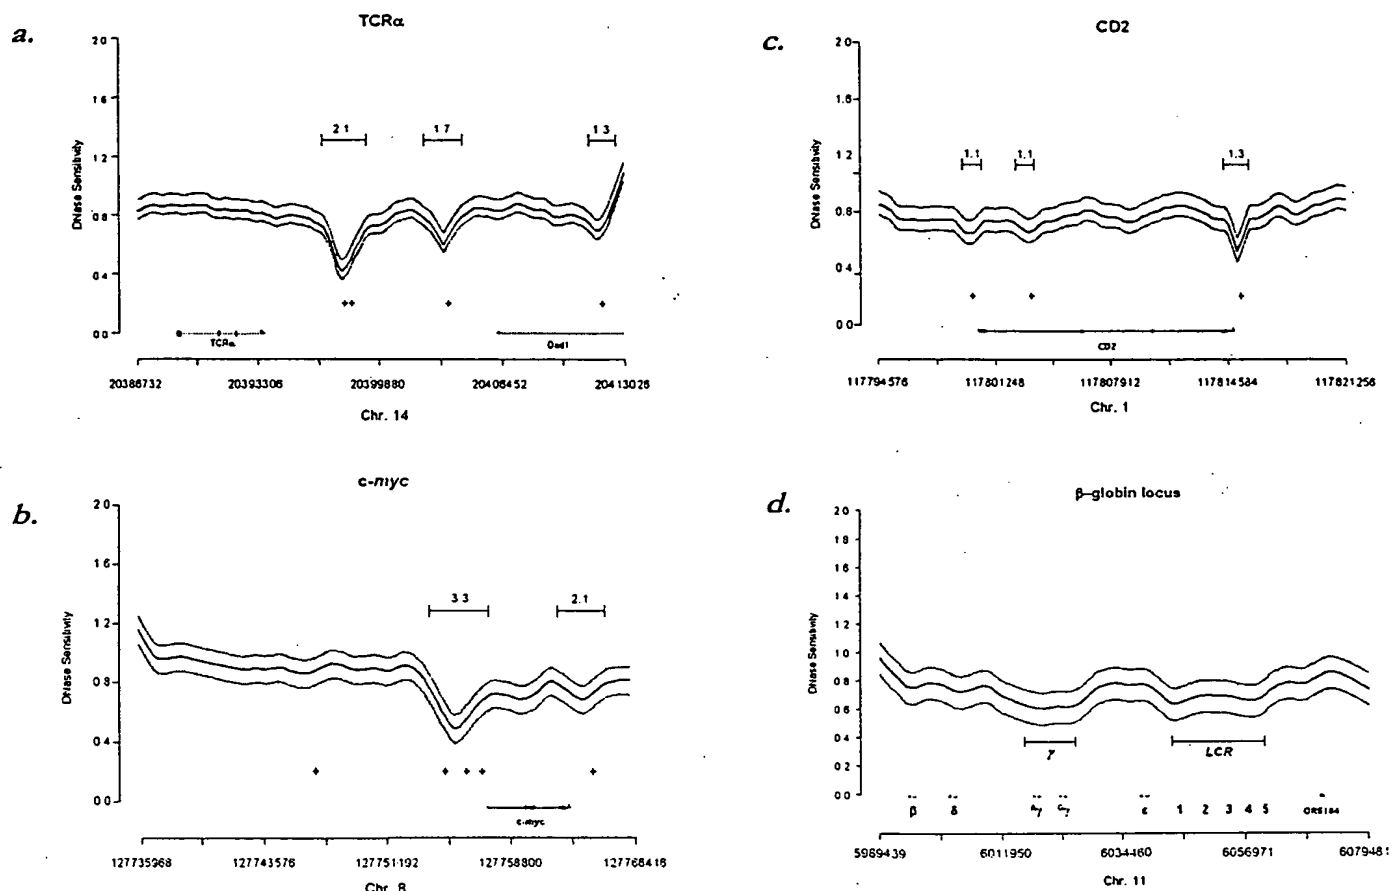 a.
TCRα
DNase Sensitivity
2.0
1.6
1.2
0.8
0.4
0.0
2.1
1.7
1.3
TCRα
Dad1
20386732 20393306 20399880 20406452 20413026
Chr. 14
b.
c-myc
DNase Sensitivity
2.0
1.6
1.2
0.8
0.4
0.0
3.3
2.1
c-myc
127735968 127743576 127751192 127758800 127768416
Chr. 8
c.
CD2
DNase Sensitivity
2.0
1.6
1.2
0.8
0.4
0.0
1.1
1.1
1.3
CD2
117794576 117801248 117807912 117814584 117821256
Chr. 1
d.
β-globin locus
DNase Sensitivity
2.0
1.8
1.6
1.4
1.2
1.0
0.8
0.6
0.4
0.2
0.0
γ
LCR
β δ Aγ Gγ ε 1 2 3 4 5
5989439 6011950 6034460 6056971 6079481
Chr. 11